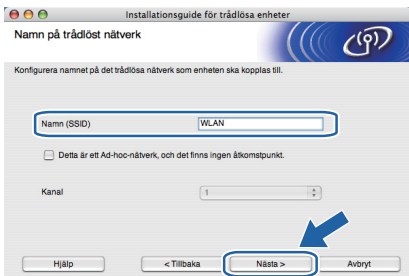 Installationsguide för trådlösa enheter
Namn på trådlöst nätverk
Konfigurera namnet på det trådlösa nätverk som enheten ska kopplas till.
Namn (SSID) WLAN
Detta är ett Ad-hoc-nätverk, och det finns ingen åtkomstpunkt.
Kanal 1
Hjälp < Tillbaka Nästa > Avbryt